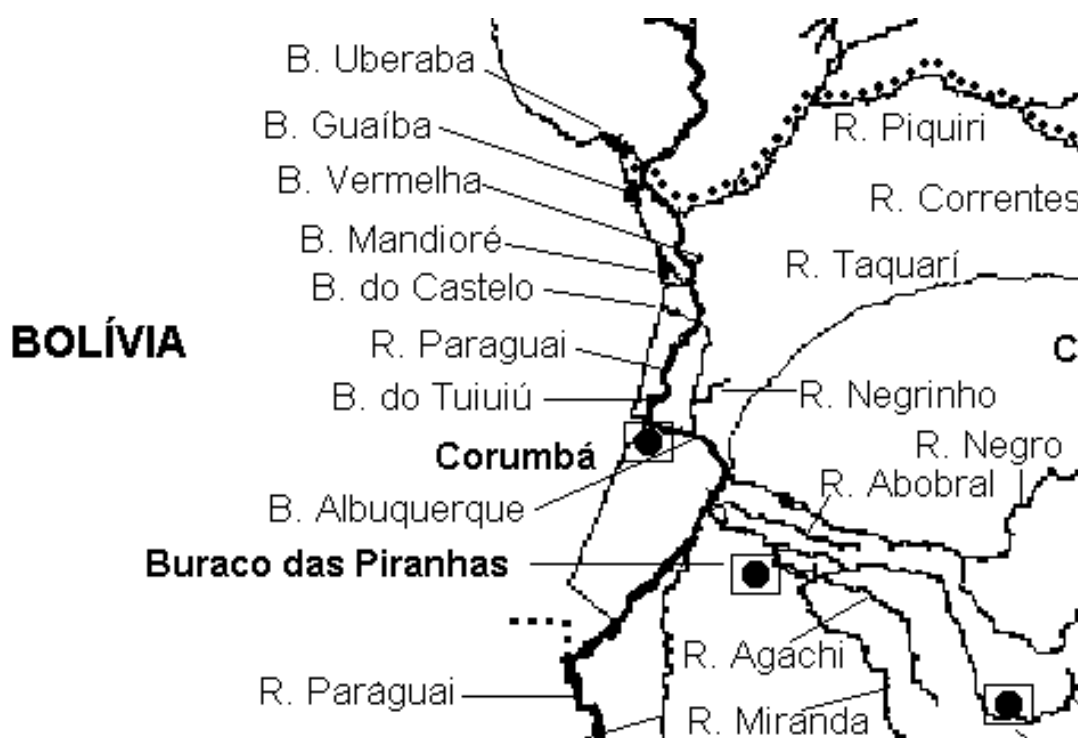 B. Uberaba
B. Guaíba
R. Piquiri
B. Vermelha
R. Correntes
B. Mandioré
R. Taquarí
B. do Castelo
BOLÍVIA
R. Paraguai
C
B. do Tuiuiú
R. Negrinho
Corumbá
R. Negro
R. Abobral
B. Albuquerque
Buraco das Piranhas
R. Agachi
R. Paraguai
R. Miranda